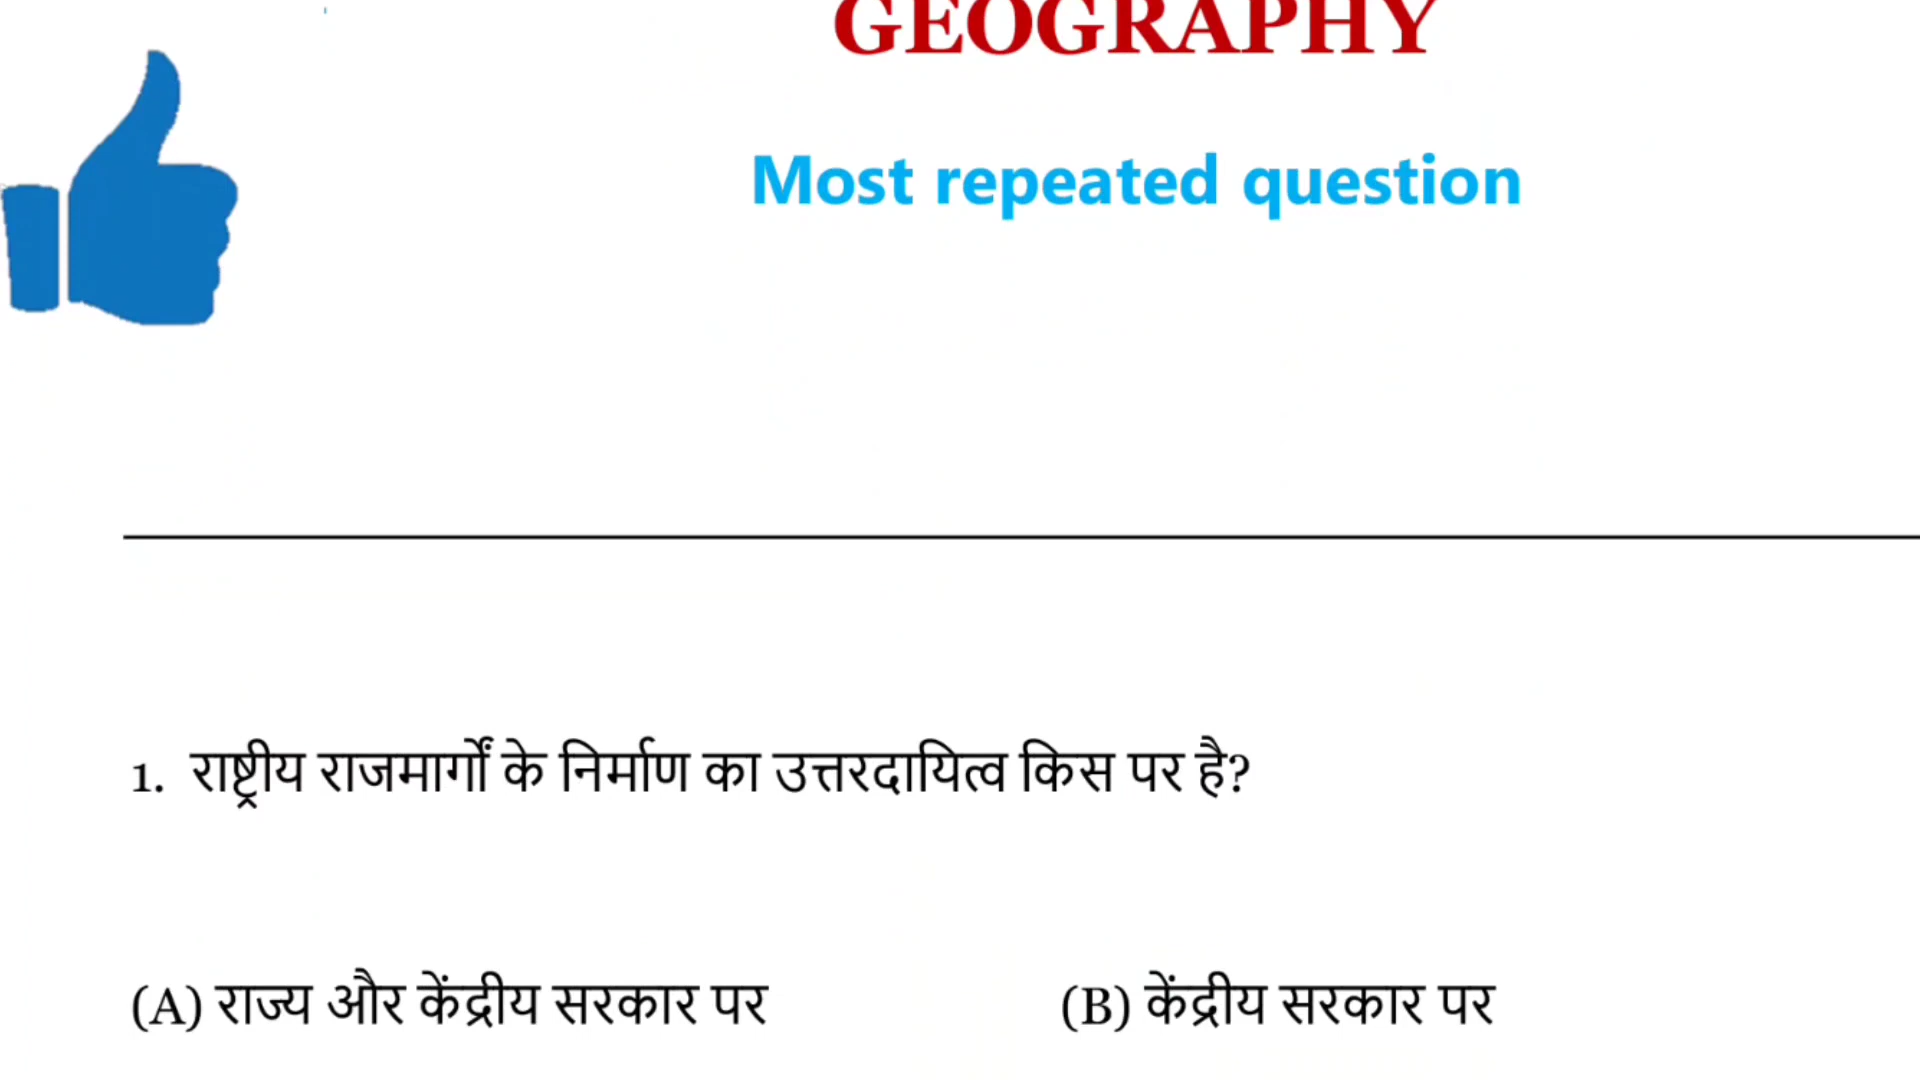 GEOGRAPHY
Most repeated question
1. राष्ट्रीय राजमार्गों के निर्माण का उत्तरदायित्व किस पर है?
(A) राज्य और केंद्रीय सरकार पर (B) केंद्रीय सरकार पर